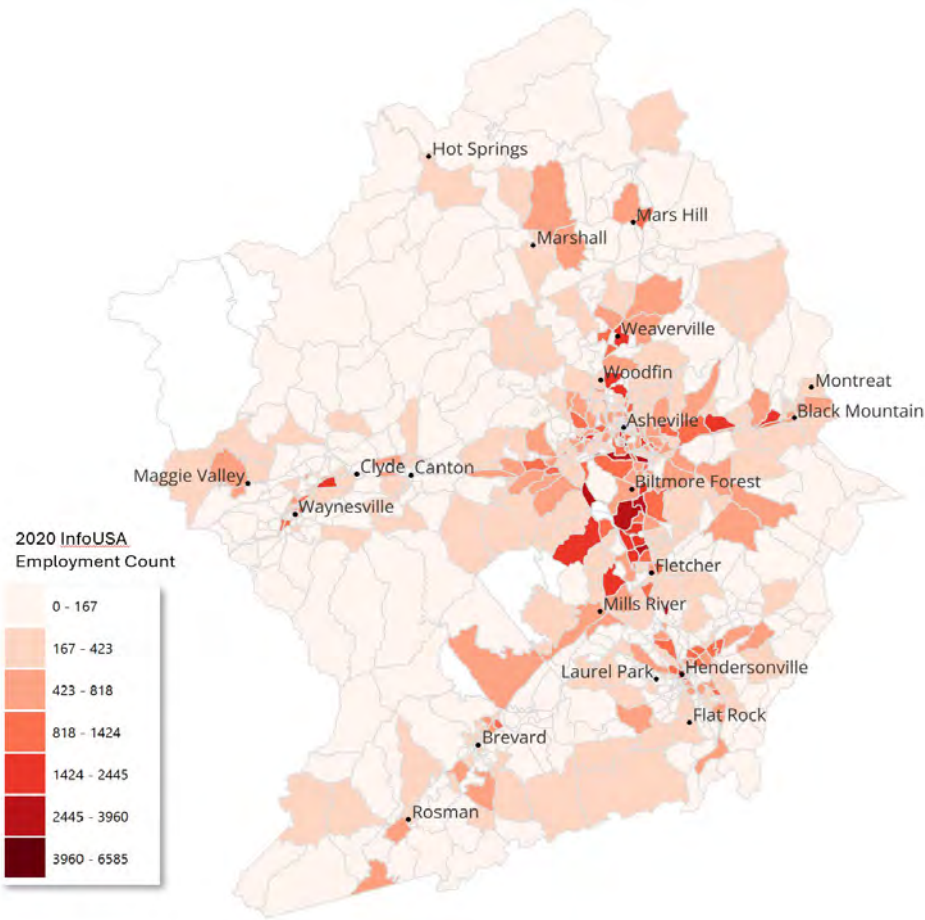 Hot Springs
Mars Hill
Marshall
Weaverville
Woodfin
Montreat
Black Mountain
Asheville
Maggie Valley
Clyde
Canton
Biltmore Forest
Waynesville
2020 InfoUSA
Employment Count
0 - 167
167 - 423
423 - 818
818 - 1424
1424 - 2445
2445 - 3960
3960 - 6585
Fletcher
Mills River
Laurel Park
Hendersonville
Flat Rock
Brevard
Rosman